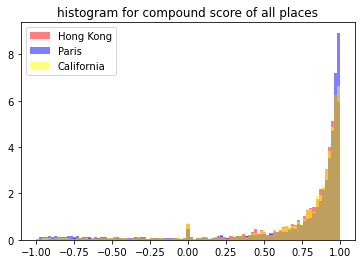 histogram for compound score of all places
Hong Kong
Paris
California
8
6
4
2
0
−1.00 −0.75 −0.50 −0.25 0.00 0.25 0.50 0.75 1.00